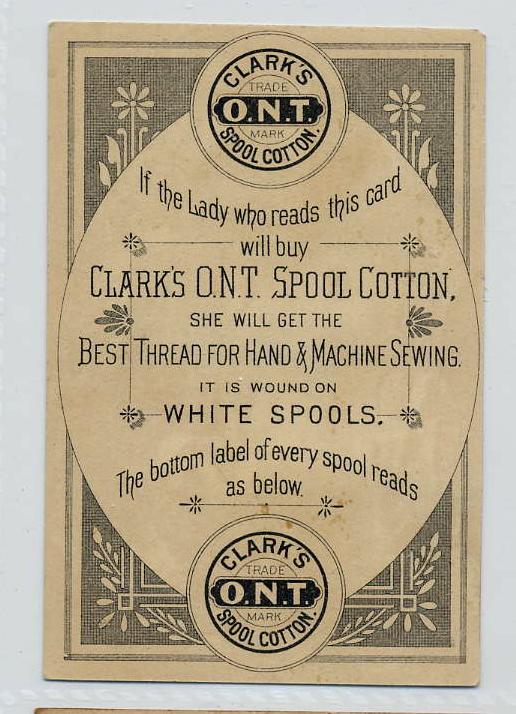 CLARK'S
TRADE
O.N.T.
MARK
SPOOL COTTON.
If the Lady who reads this card
will buy
CLARK'S O.N.T. SPOOL COTTON,
SHE WILL GET THE
BEST THREAD FOR HAND & MACHINE SEWING.
IT IS WOUND ON
WHITE SPOOLS.
The bottom label of every spool reads
as below.
CLARK'S
TRADE
O.N.T.
MARK
SPOOL COTTON.